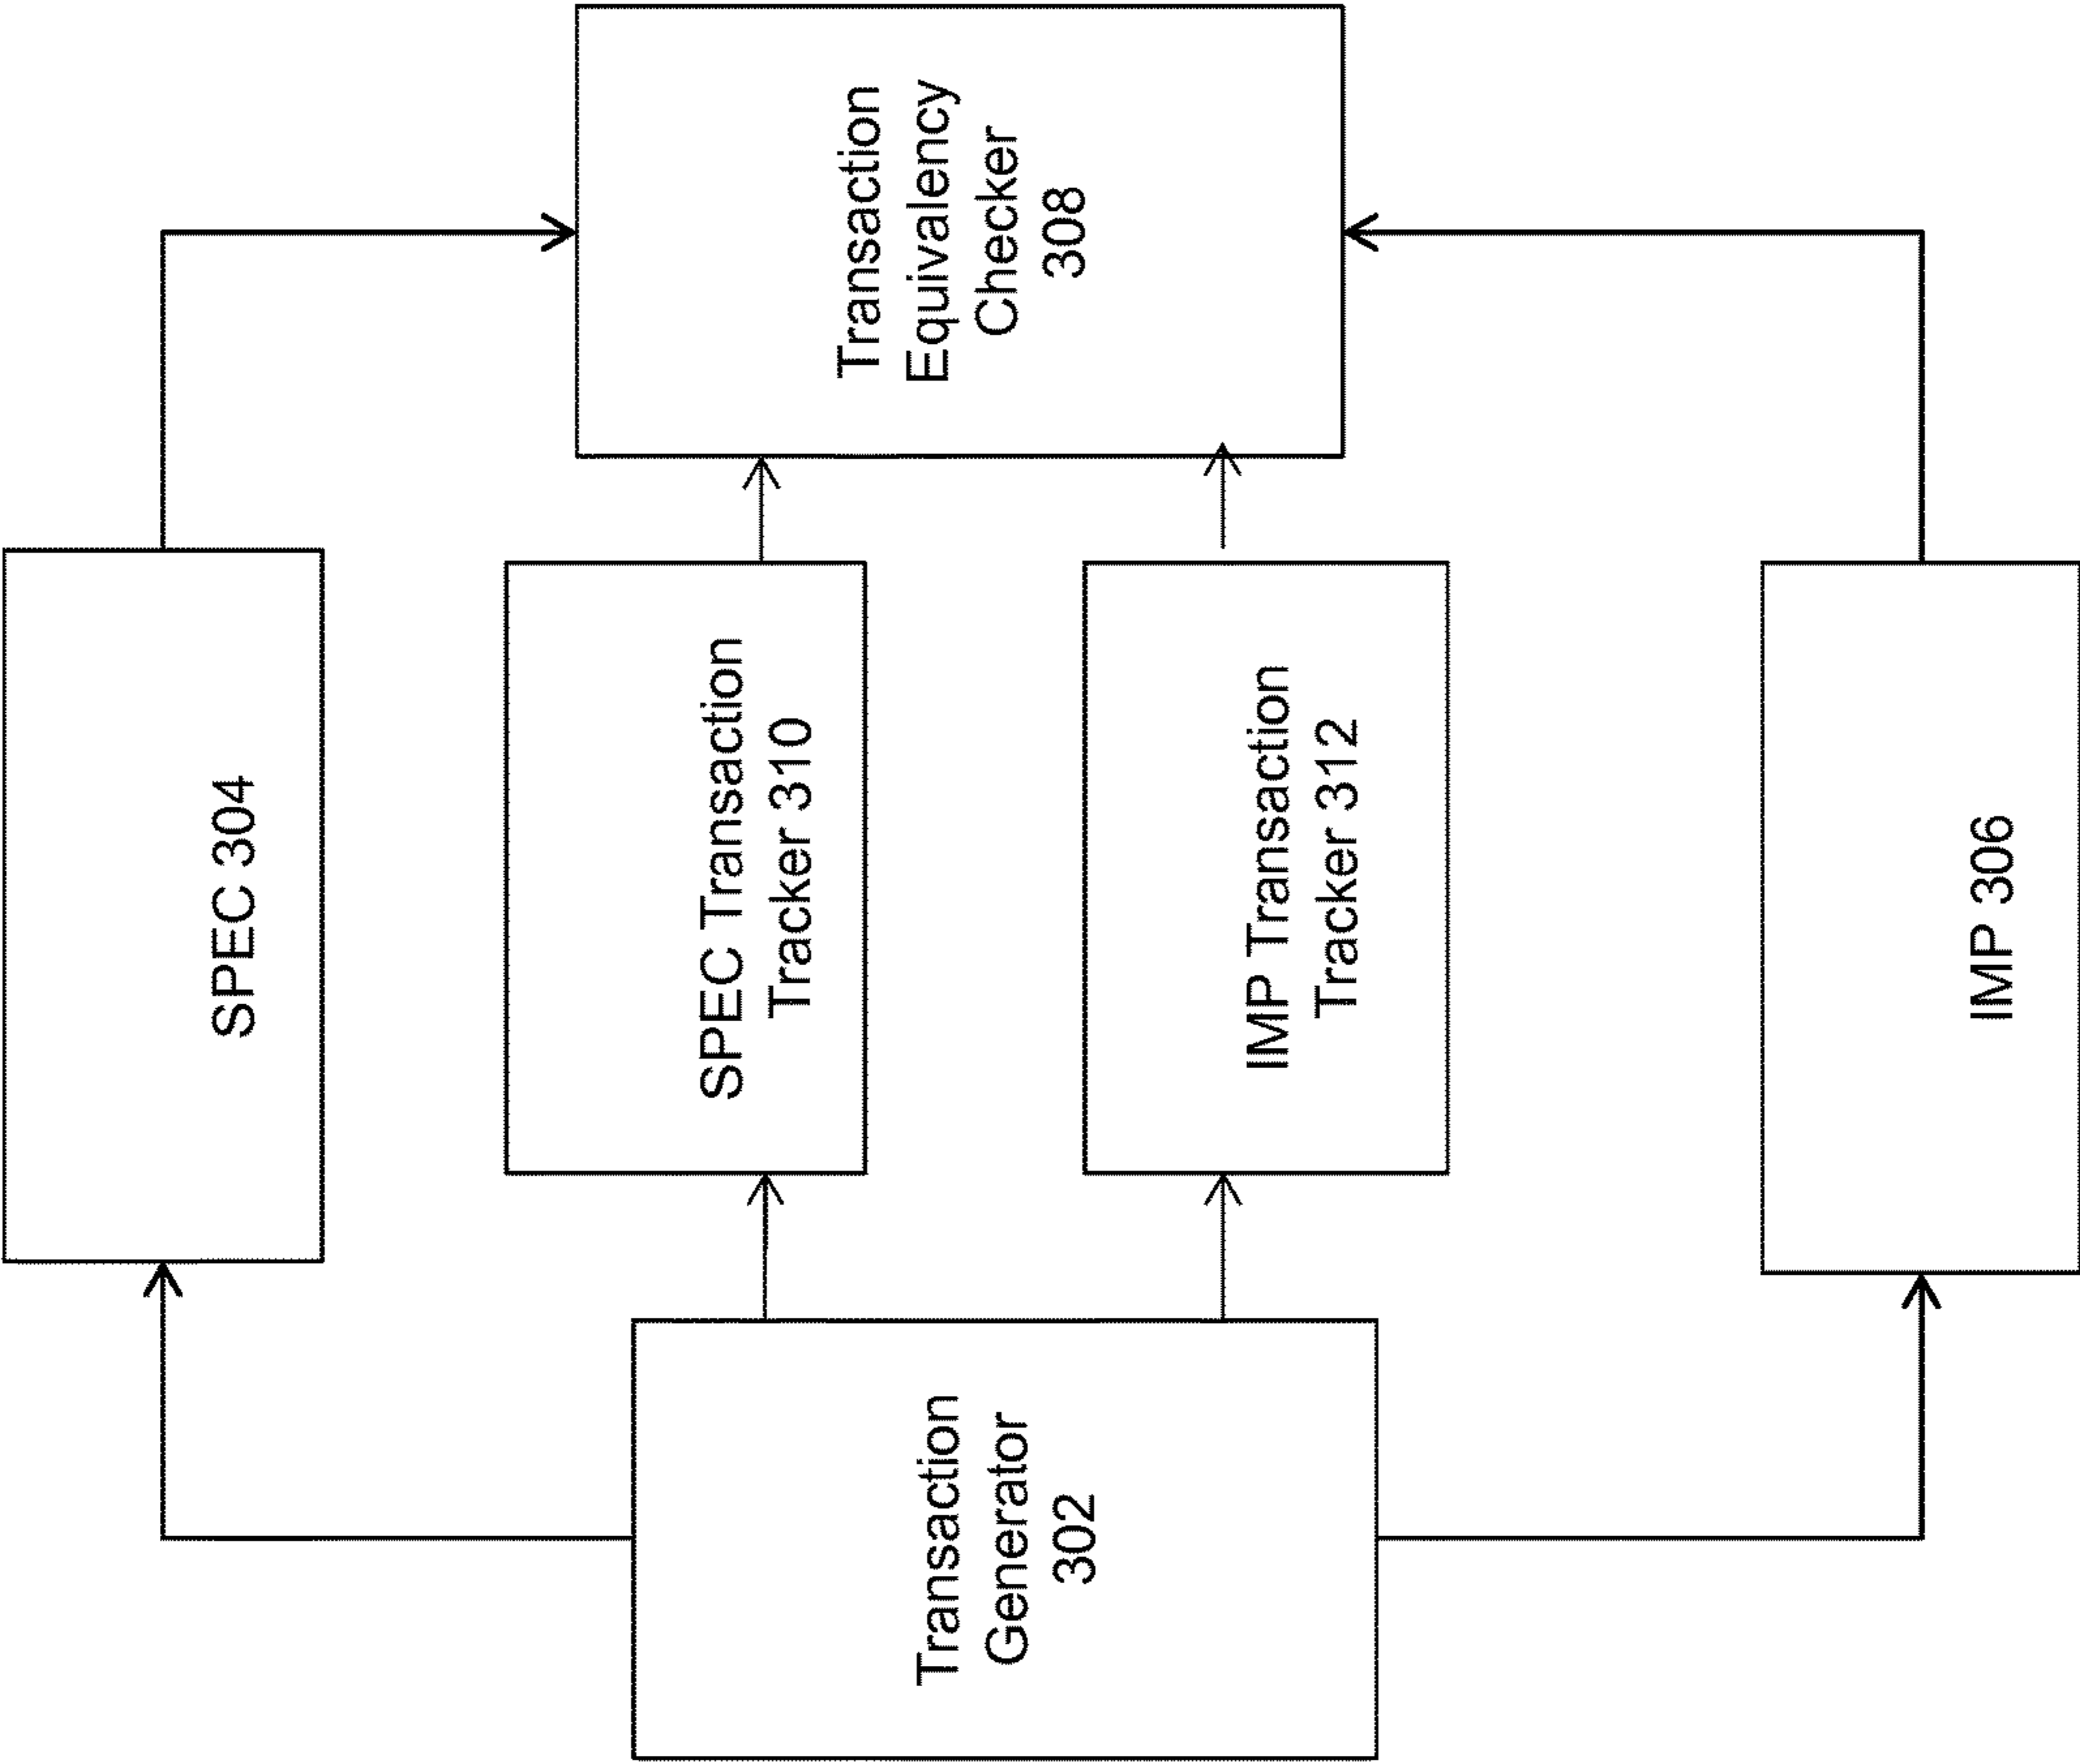 SPEC 304
Transaction
Generator
302
SPEC Transaction
Tracker 310
IMP Transaction
Tracker 312
Transaction
Equivalency
Checker
308
IMP 306